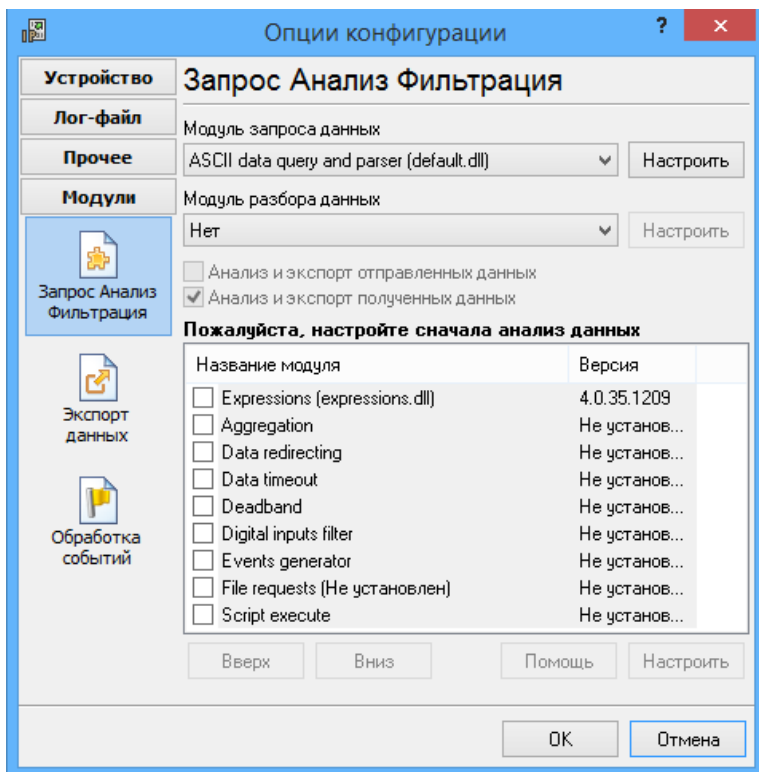 Опции конфигурации
?
Устройство
Лог-файл
Прочее
Модули
Запрос Анализ
Фильтрация
Экспорт
данных
Обработка
событий
Запрос Анализ Фильтрация
Модуль запроса данных
ASCII data query and parser (default.dll)
Настроить
Модуль разбора данных
Нет
Настроить
Анализ и экспорт отправленных данных
Анализ и экспорт полученных данных
Пожалуйста, настройте сначала анализ данных
Название модуля Версия
Expressions (expressions.dll) 4.0.35.1209
Aggregation Не установ...
Data redirecting Не установ...
Data timeout Не установ...
Deadband Не установ...
Digital inputs filter Не установ...
Events generator Не установ...
File requests (Не установлен) Не установ...
Script execute Не установ...
Вверх Вниз Помощь Настроить
OK Отмена